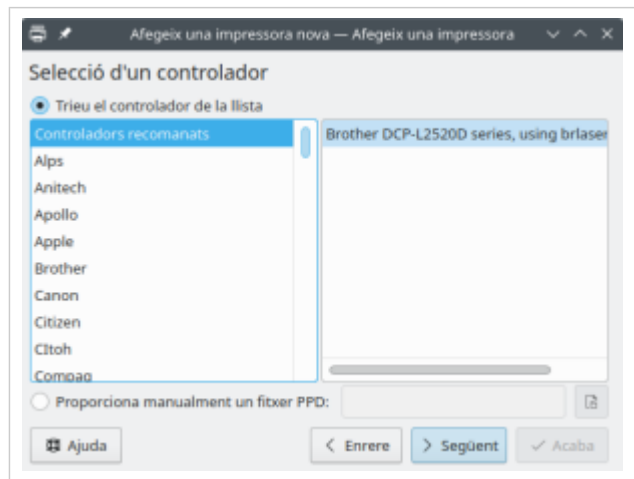 Afegeix una impressora nova — Afegeix una impressora
Selecció d'un controlador
Trieu el controlador de la llista
Controladors recomanats
Alps
Anitech
Apollo
Apple
Brother
Canon
Citizen
CItoh
Compaq
Brother DCP-L2520D series, using brlaser
Proporciona manualment un fitxer PPD:
Ajuda
Enrere
Següent
Acaba